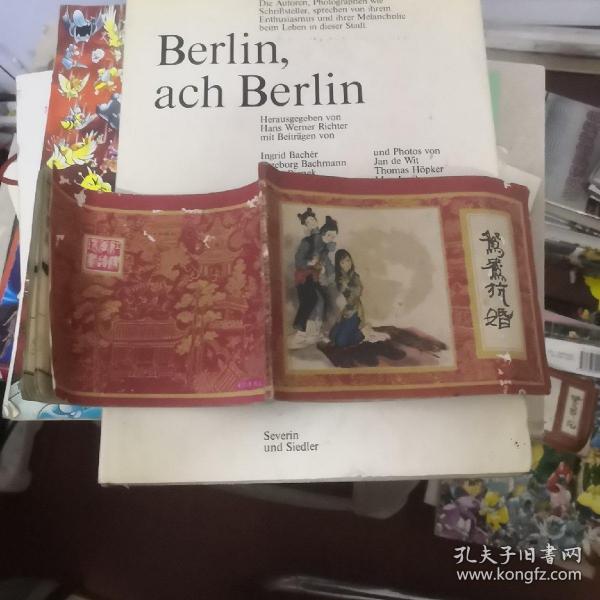 Die Autoren, Photographen wie
Schriftsteller, sprechen von ihrem
Enthusiasmus und ihrer Melancholie
beim Leben in dieser Stadt.
Berlin,
ach Berlin
Herausgegeben von
Hans Werner Richter
mit Beiträgen von
Ingrid Bachér
Ingeborg Bachmann
und Photos von
Jan de Wit
Thomas Höpker
鸳鸯抗婚
Severin
und Siedler
孔夫子旧书网
www.kongfz.com